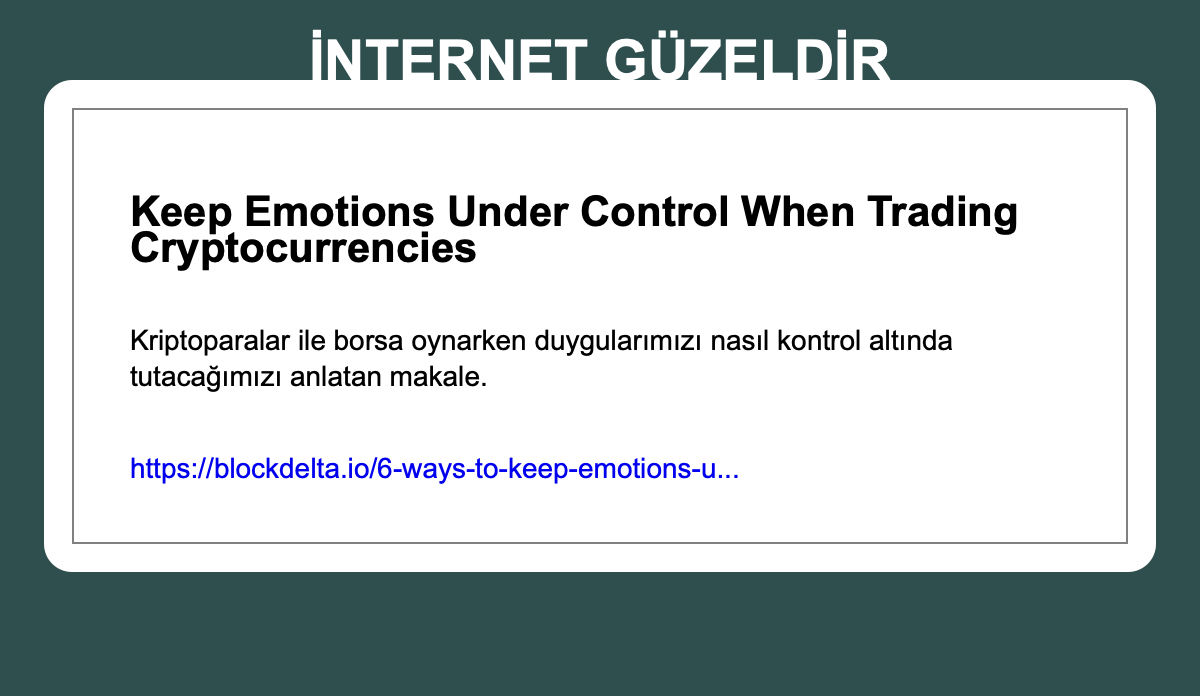 İNTERNET GÜZELDİR
Keep Emotions Under Control When Trading
Cryptocurrencies
Kriptoparalar ile borsa oynarken duygularımızı nasıl kontrol altında
tutacağımızı anlatan makale.
https://blockdelta.io/6-ways-to-keep-emotions-u...